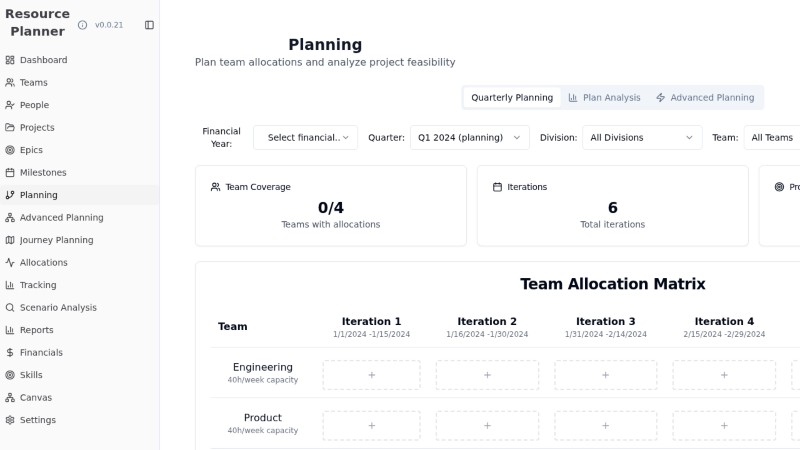 Resource
Planner
v0.0.21
Dashboard
Teams
People
Projects
Epics
Milestones
Planning
Advanced Planning
Journey Planning
Allocations
Tracking
Scenario Analysis
Reports
Financials
Skills
Canvas
Settings
Planning
Plan team allocations and analyze project feasibility
Quarterly Planning Plan Analysis Advanced Planning
Financial
Year:
Select financial.. Quarter: Q1 2024 (planning) Division: All Divisions Team: All Teams
Team Coverage
0/4
Teams with allocations
Iterations
6
Total iterations
Team Allocation Matrix
Team Iteration 1 Iteration 2 Iteration 3 Iteration 4
1/1/2024 -1/15/2024 1/16/2024 -1/30/2024 1/31/2024 -2/14/2024 2/15/2024 -2/29/2024
Engineering
40h/week capacity
+ + + +
Product
40h/week capacity
+ + + +